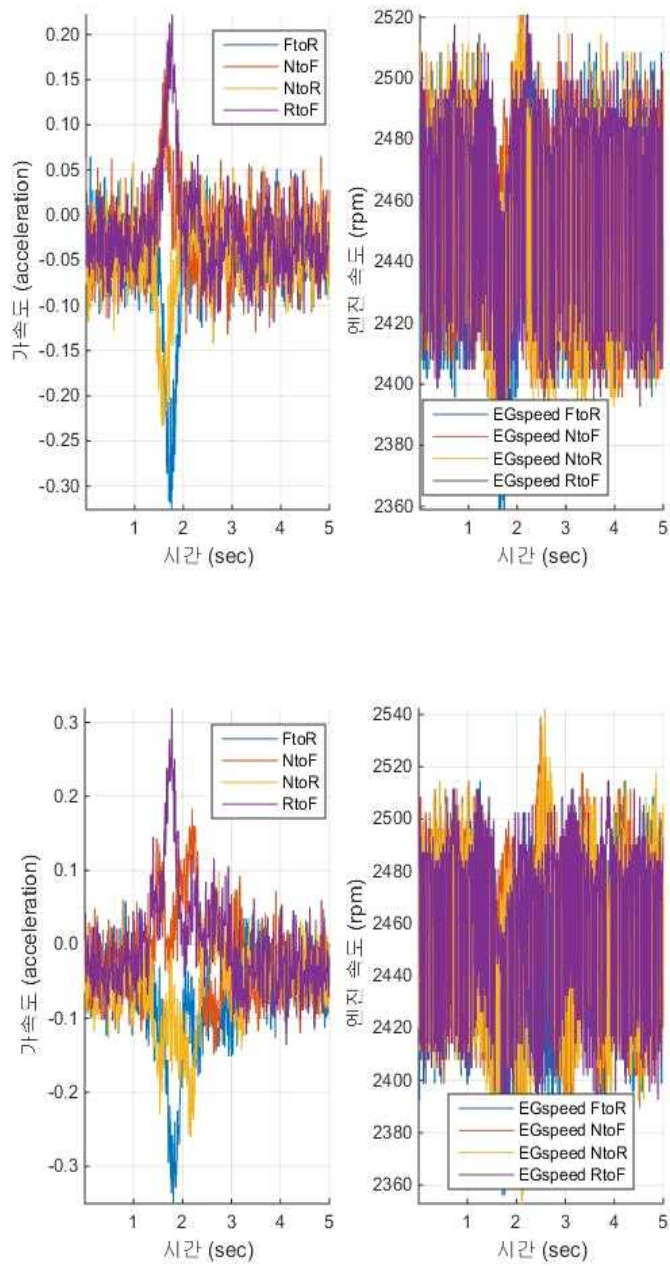 0.20
0.15
0.10
0.05
0.00
-0.05
-0.10
-0.15
-0.20
-0.25
-0.30
가속도 (acceleration)
FtoR
NtoF
NtoR
RtoF
1 2 3 4 5
시간 (sec)
2520
2500
2480
2460
2440
2420
2400
2380
2360
엔진 속도 (rpm)
EGspeed FtoR
EGspeed NtoF
EGspeed NtoR
EGspeed RtoF
1 2 3 4 5
시간 (sec)
0.3
0.2
0.1
0.0
-0.1
-0.2
-0.3
가속도 (acceleration)
FtoR
NtoF
NtoR
RtoF
1 2 3 4 5
시간 (sec)
2540
2520
2500
2480
2460
2440
2420
2400
2380
2360
엔진 속도 (rpm)
EGspeed FtoR
EGspeed NtoF
EGspeed NtoR
EGspeed RtoF
1 2 3 4 5
시간 (sec)